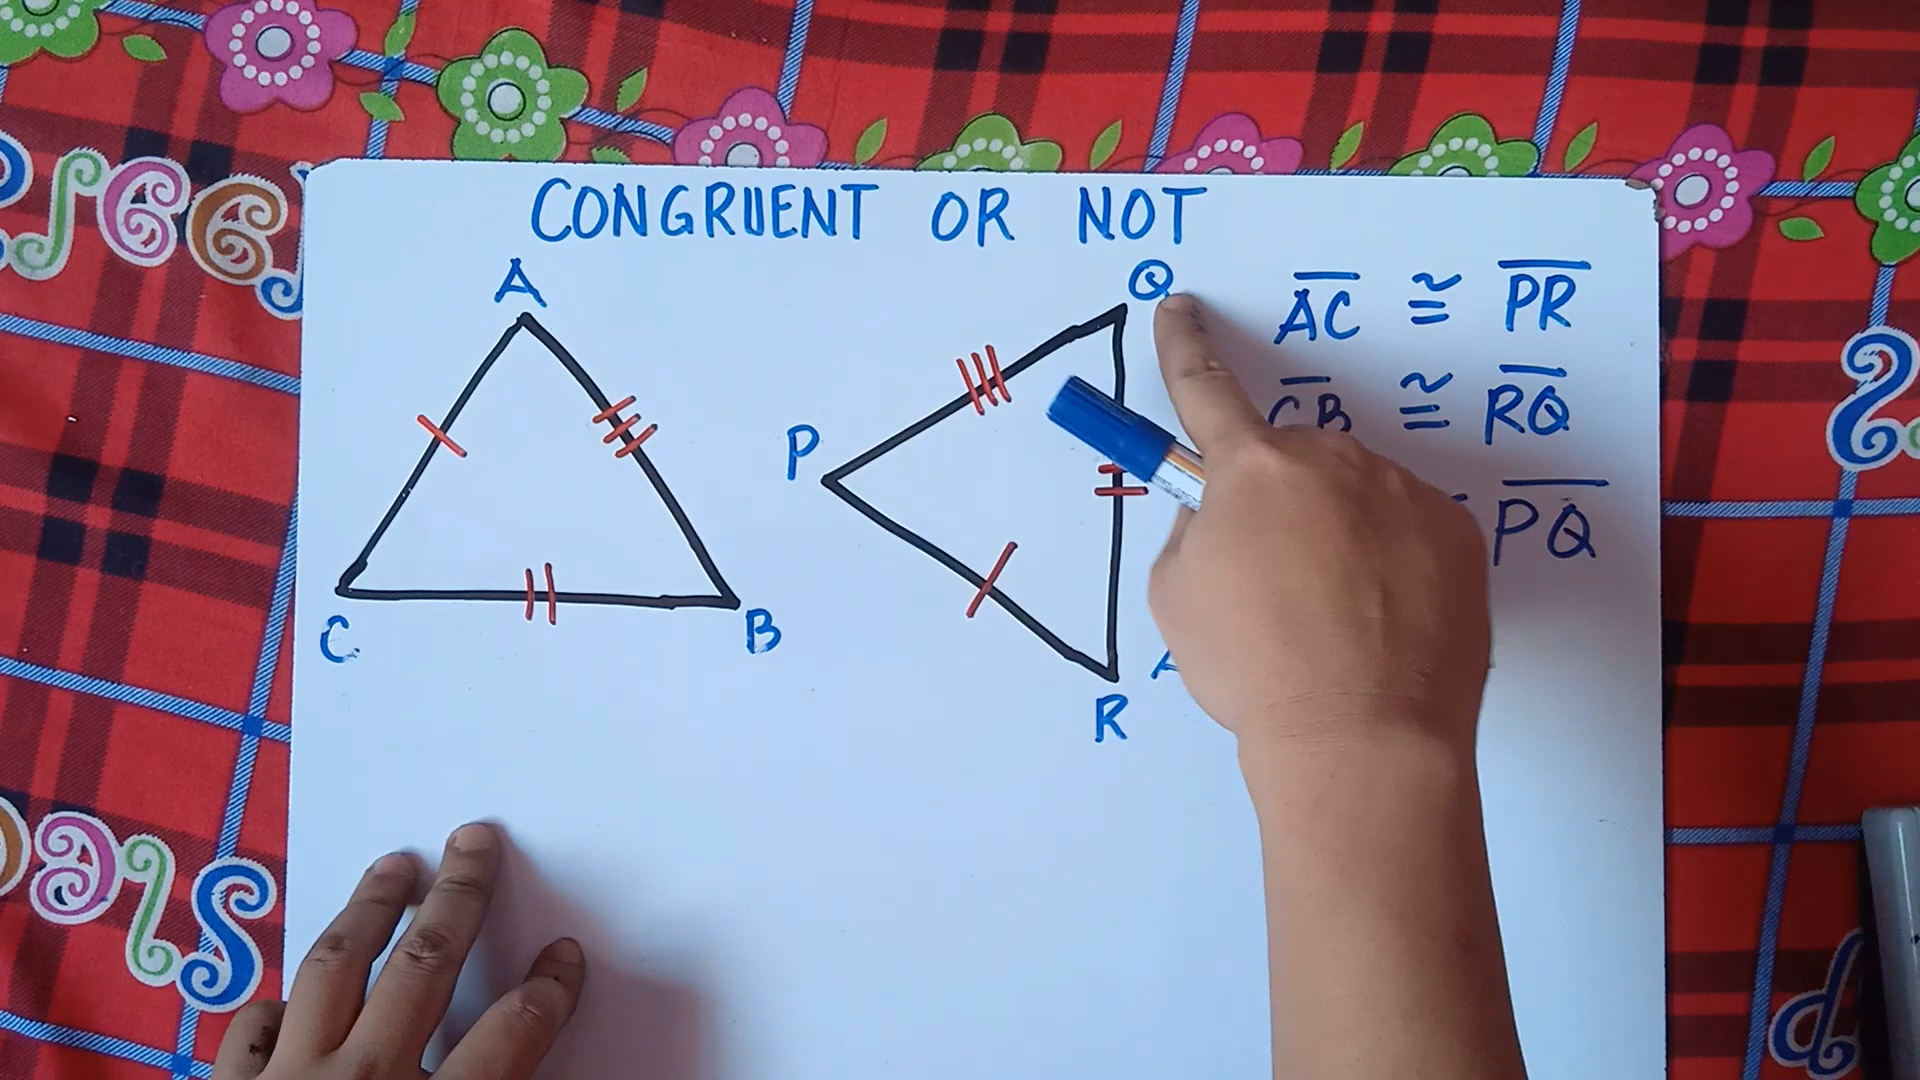 CONGRUENT OR NOT
A
C
B
P
Q
R
AC ≅ PR
CB ≅ RQ
PQ
A